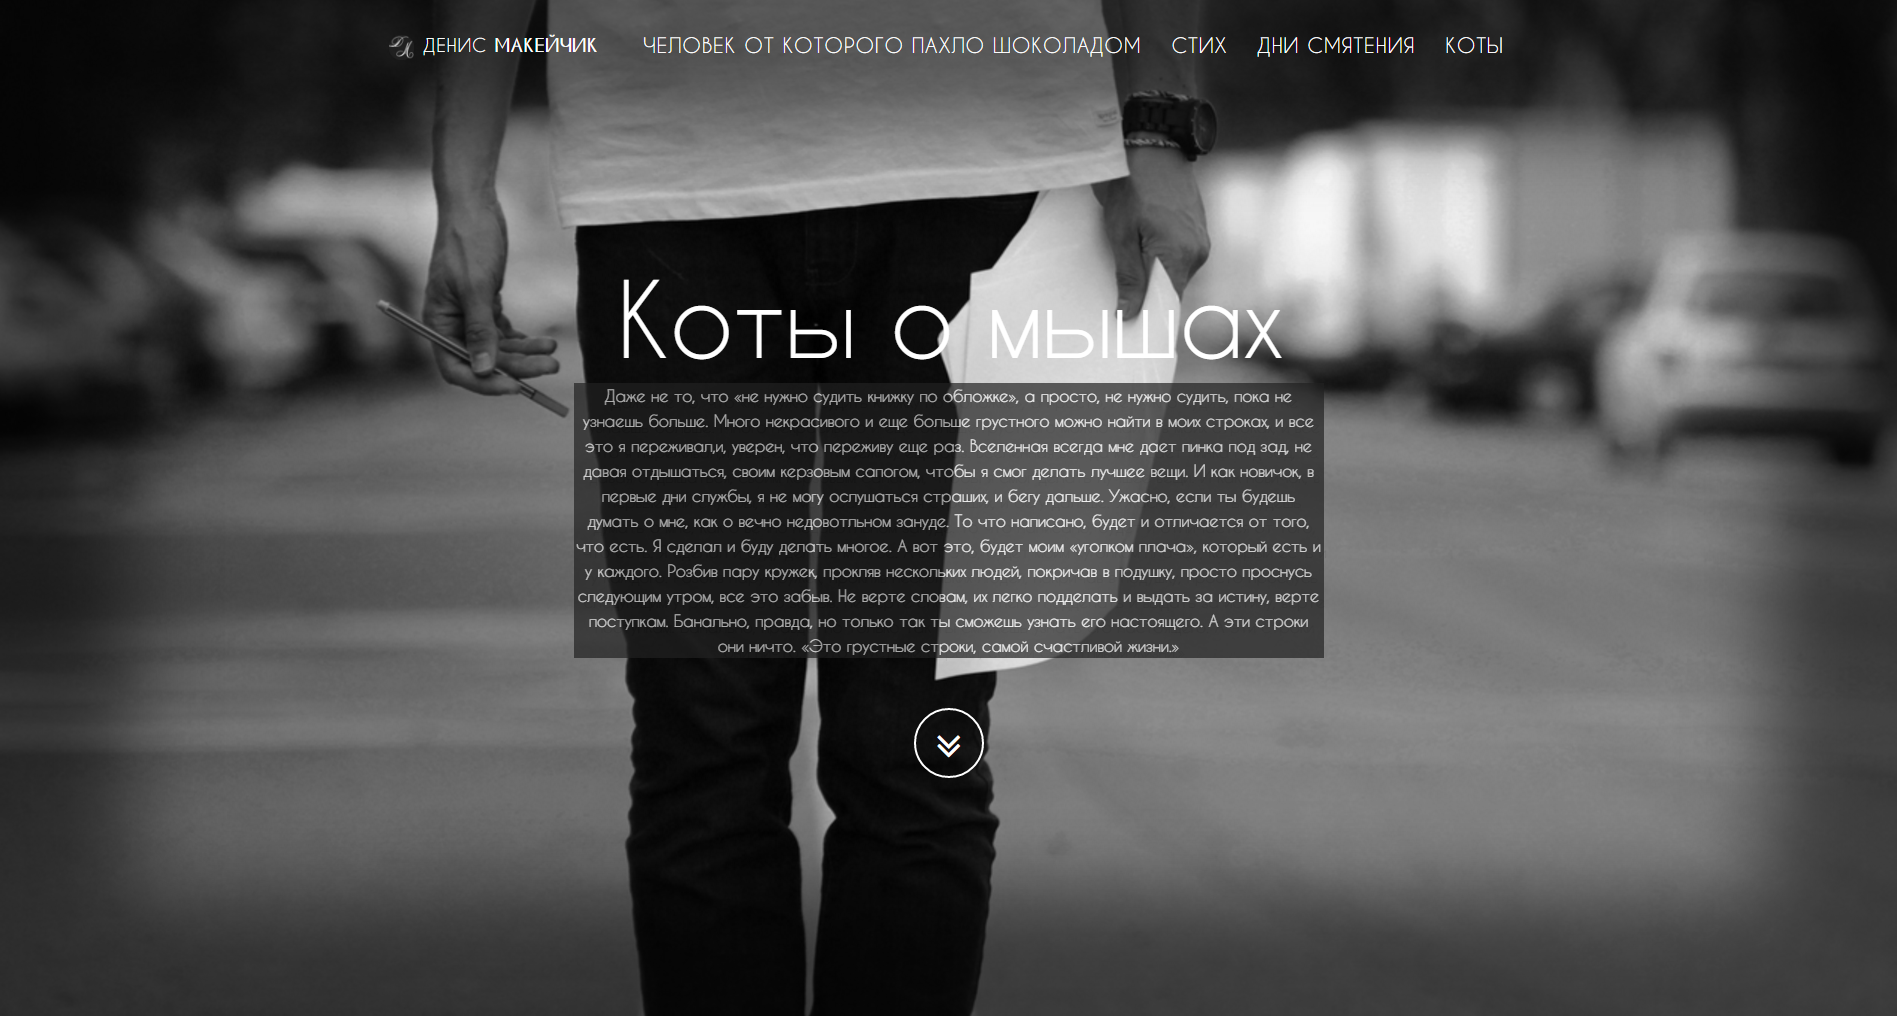 ДЕНИС МАКЕЙЧИК ЧЕЛОВЕК ОТ КОТОРОГО ПАХЛО ШОКОЛАДОМ СТИХ ДНИ СМЯТЕНИЯ КОТЫ
Коты о мышах
Даже не то, что «не нужно судить книжку по обложке», а просто, не нужно судить, пока не
узнаешь больше. Много некрасивого и еще больше грустного можно найти в моих строках, и все
это я переживал,и, уверен, что переживу еще раз. Вселенная всегда мне дает пинка под зад, не
давая отдышаться, своим керзовым сапогом, чтобы я смог делать лучшее вещи. И как новичок, в
первые дни службы, я не могу ослушаться страших, и бегу дальше. Ужасно, если ты будешь
думать о мне, как о вечно недовотльном зануде. То что написано, будет и отличается от того,
что есть. Я сделал и буду делать многое. А вот это, будет моим «уголком плача», который есть и
у каждого. Розбив пару кружек, прокляв нескольких людей, покричав в подушку, просто проснусь
следующим утром, все это забыв. Не верте словам, их легко подделать и выдать за истину, верте
поступкам. Банально, правда, но только так ты сможешь узнать его настоящего. А эти строки
они ничто. «Это грустные строки, самой счастливой жизни.»